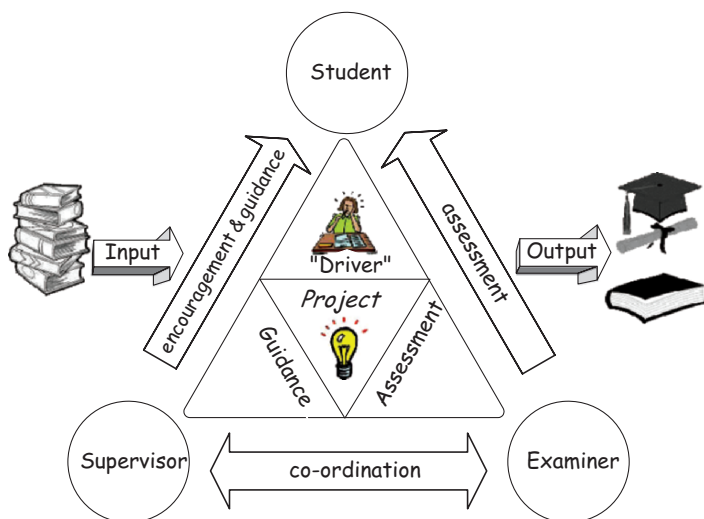 Student
encouragement & guidance
assessment
Input
Output
"Driver"
Project
Guidance
Assessment
Supervisor
co-ordination
Examiner